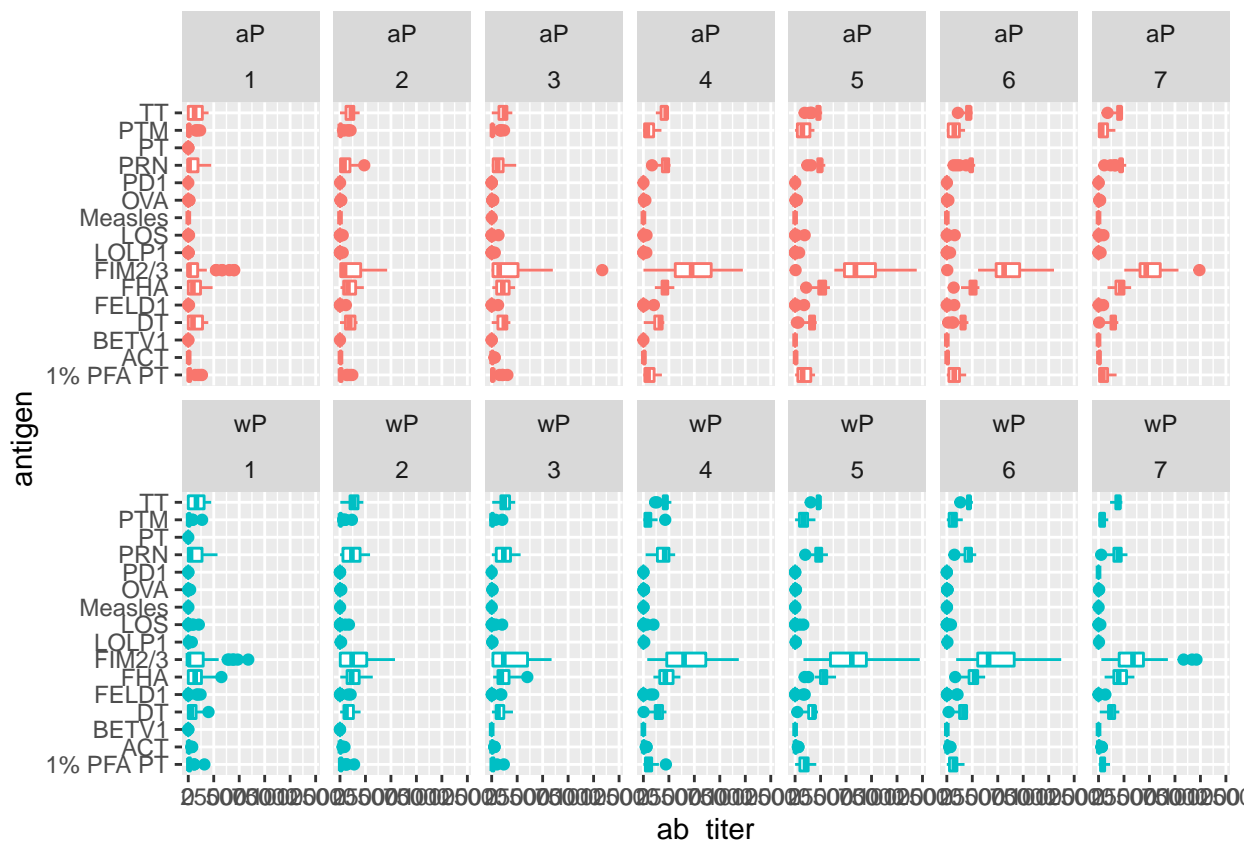 aP aP aP aP aP aP aP
1 2 3 4 5 6 7
TT
PTM
PT
PRN
PD1
OVA
Measles
LOS
LOLP1
FIM2/3
FHA
FELD1
DT
BETV1
ACT
1% PFA PT
antigen
wP wP wP wP wP wP wP
1 2 3 4 5 6 7
TT
PTM
PT
PRN
PD1
OVA
Measles
LOS
LOLP1
FIM2/3
FHA
FELD1
DT
BETV1
ACT
1% PFA PT
ab_titer